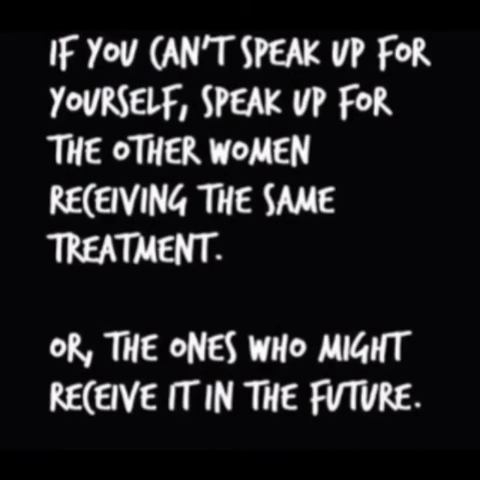 IF YOU CAN'T SPEAK UP FOR
YOURSELF, SPEAK UP FOR
THE OTHER WOMEN
RECEIVING THE SAME
TREATMENT.
OR, THE ONES WHO MIGHT
RECEIVE IT IN THE FUTURE.